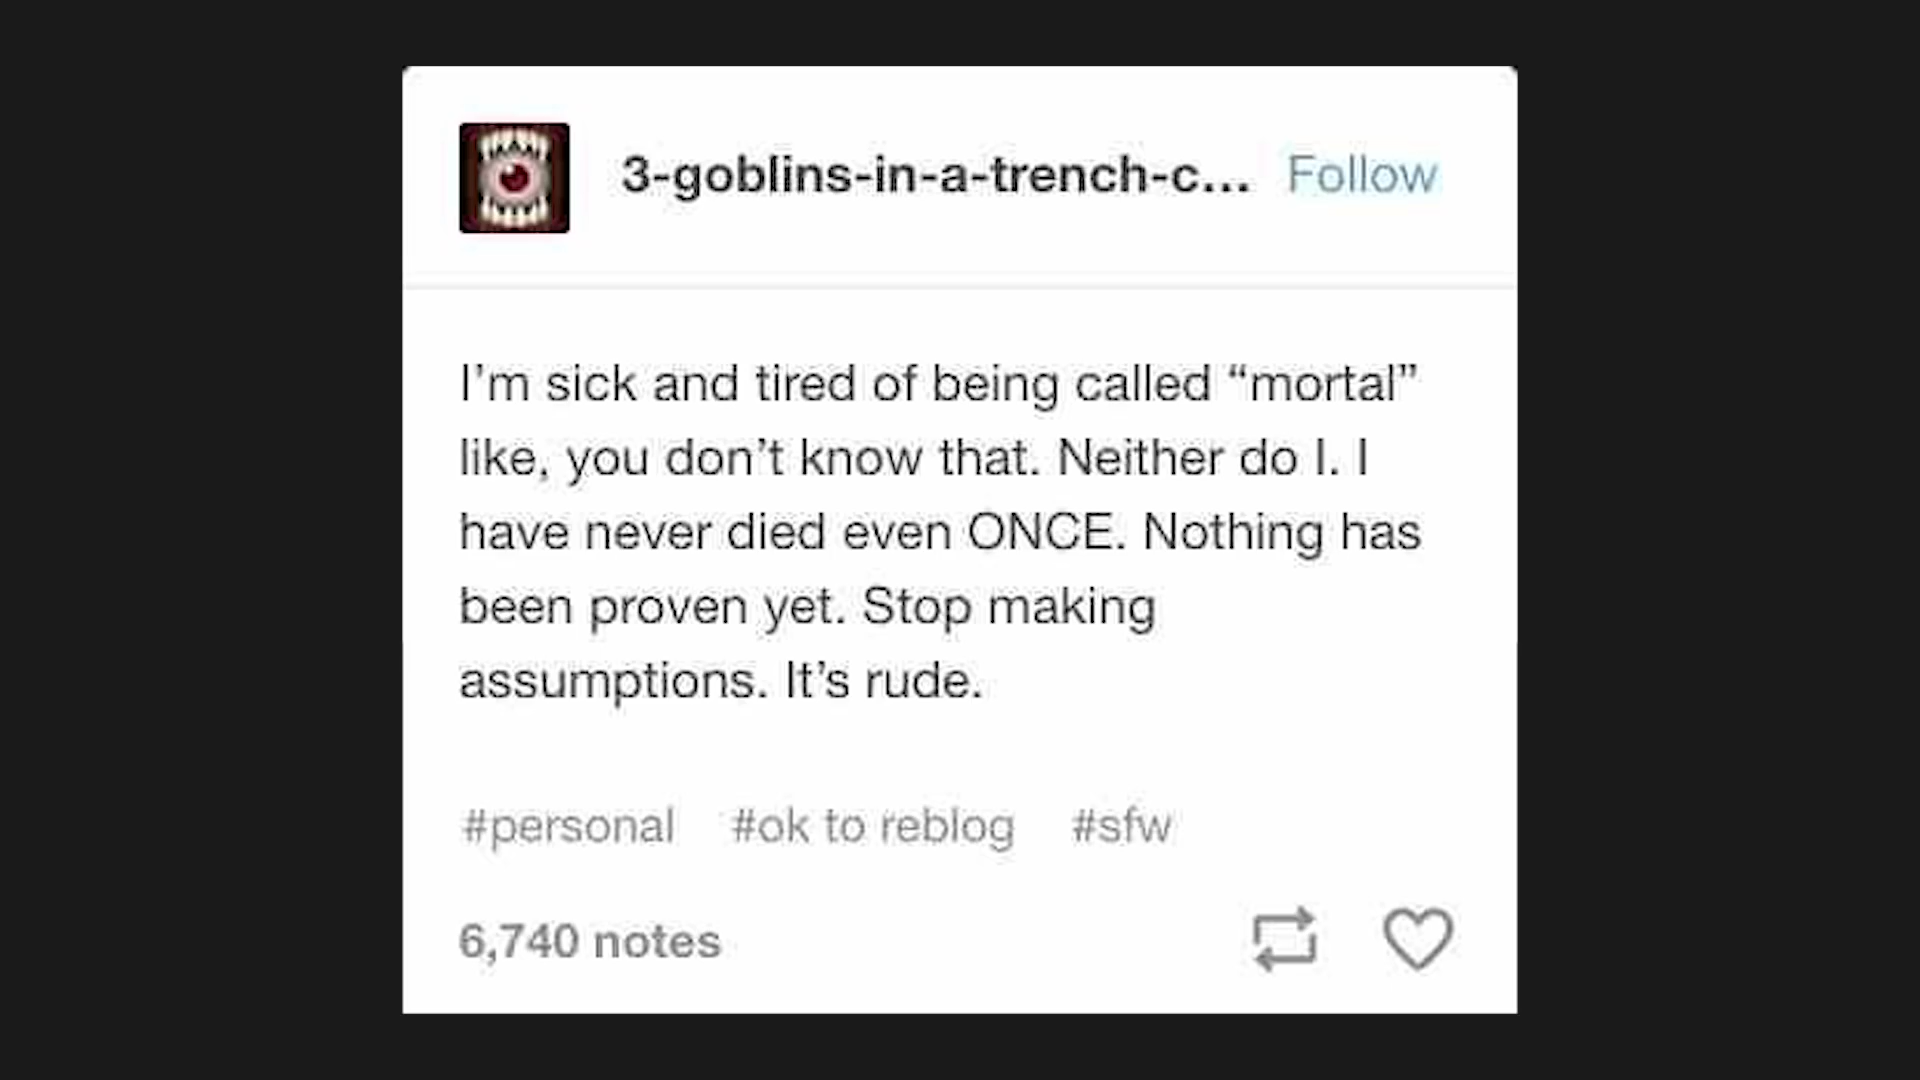 3-goblins-in-a-trench-c... Follow
I'm sick and tired of being called “mortal”
like, you don't know that. Neither do I. I
have never died even ONCE. Nothing has
been proven yet. Stop making
assumptions. It's rude.
#personal #ok to reblog #sfw
6,740 notes